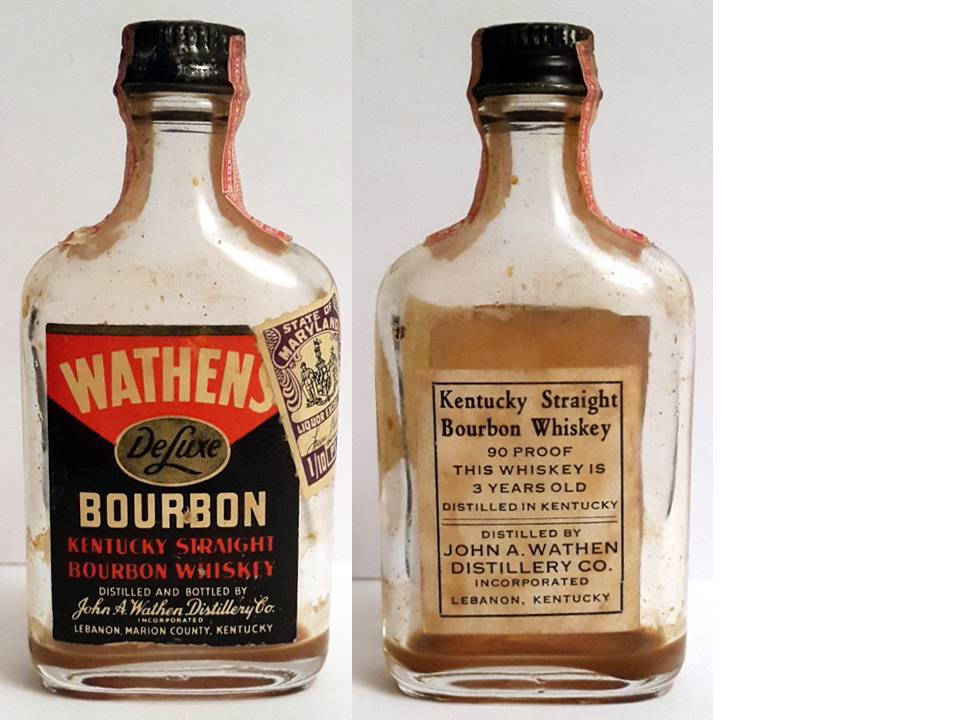 WATHENS
DeLuxe
BOURBON
KENTUCKY STRAIGHT
BOURBON WHISKEY
DISTILLED AND BOTTLED BY
John A. Wathen Distillery Co.
INCORPORATED
LEBANON, MARION COUNTY, KENTUCKY
STATE OF
MARYLAND
LIQUOR
1/10
Kentucky Straight
Bourbon Whiskey
90 PROOF
THIS WHISKEY IS
3 YEARS OLD
DISTILLED IN KENTUCKY
DISTILLED BY
JOHN A. WATHEN
DISTILLERY CO.
INCORPORATED
LEBANON, KENTUCKY